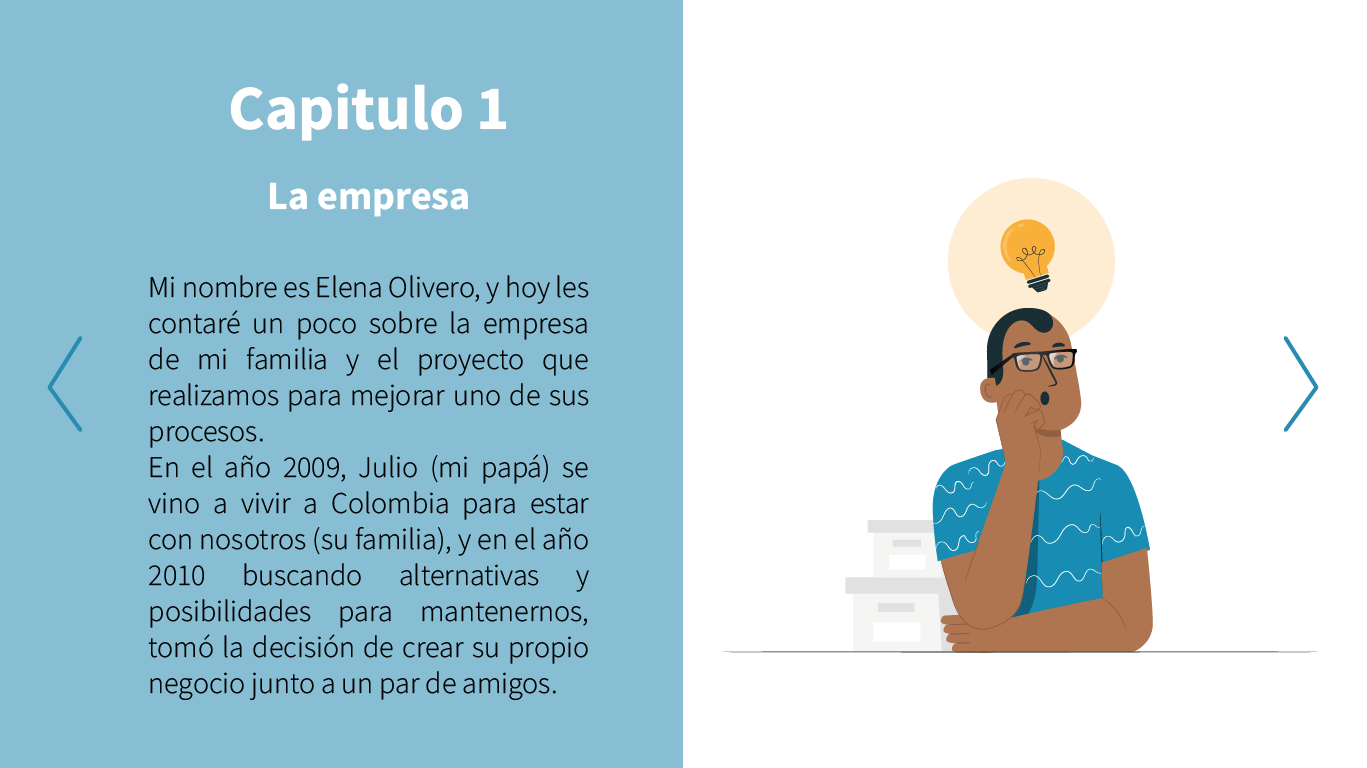 Capitulo 1
La empresa
Mi nombre es Elena Olivero, y hoy les
contaré un poco sobre la empresa
de mi familia y el proyecto que
realizamos para mejorar uno de sus
procesos.
En el año 2009, Julio (mi papá) se
vino a vivir a Colombia para estar
con nosotros (su familia), y en el año
2010 buscando alternativas y
posibilidades para mantenernos,
tomó la decisión de crear su propio
negocio junto a un par de amigos.